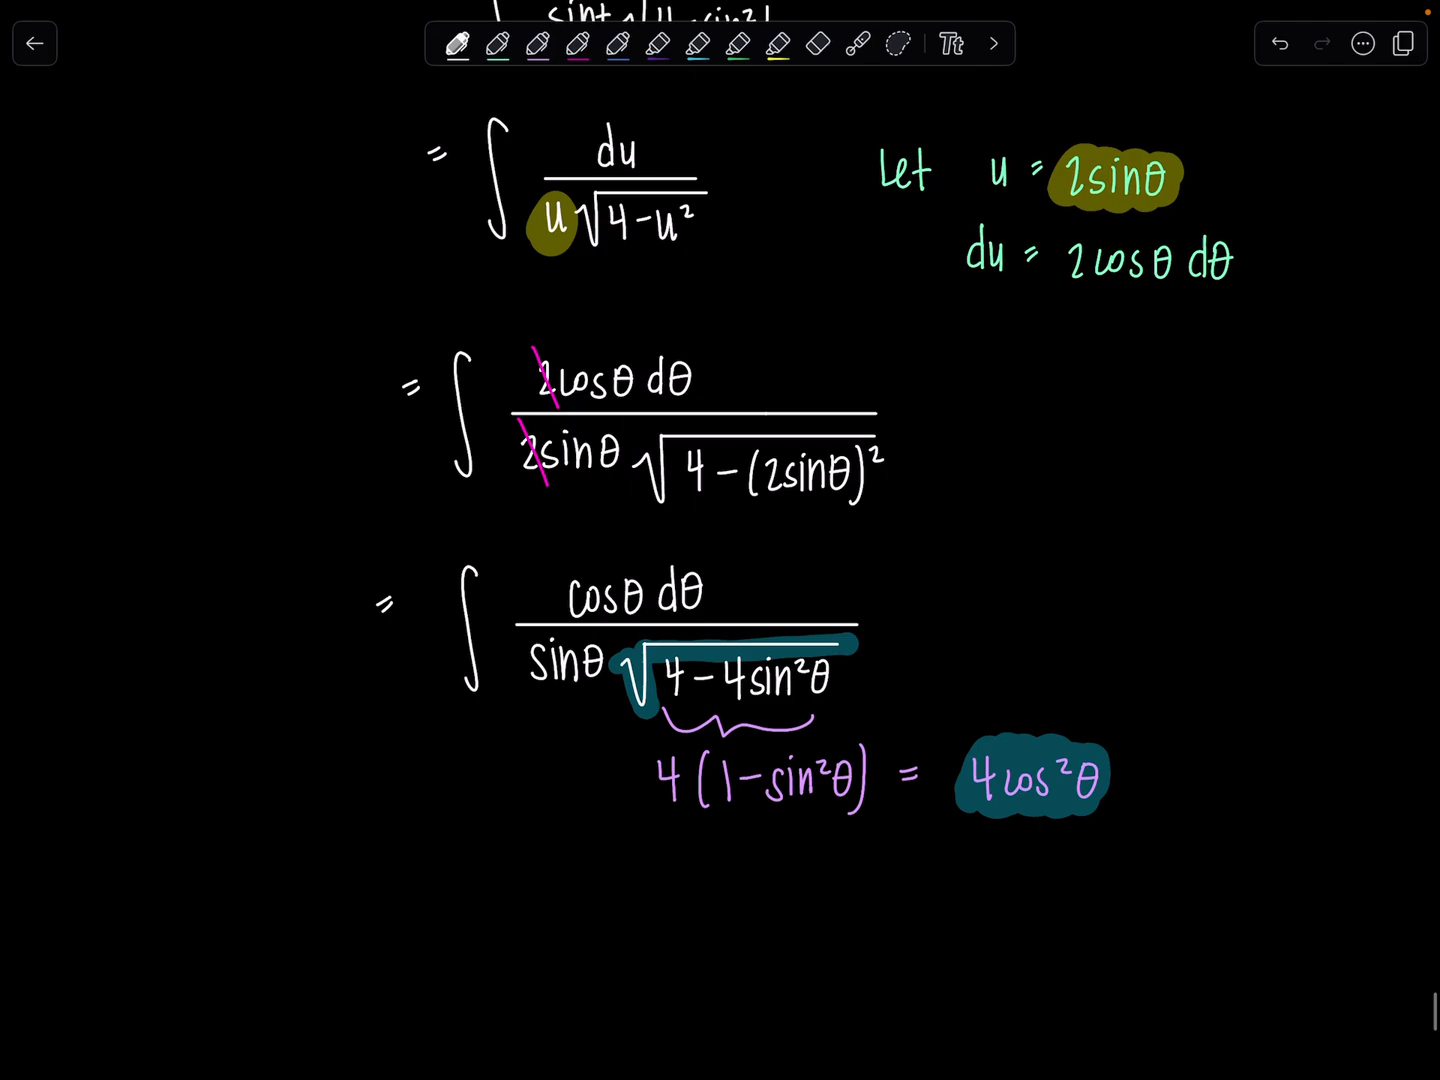 = ∫ du / (u√(4-u²))
Let u = 2sinθ
du = 2cosθ dθ
= ∫ 2cosθ dθ / (2sinθ √(4-(2sinθ)²))
= ∫ cosθ dθ / (sinθ √(4-4sin²θ))
4(1-sin²θ) = 4cos²θ
Tt